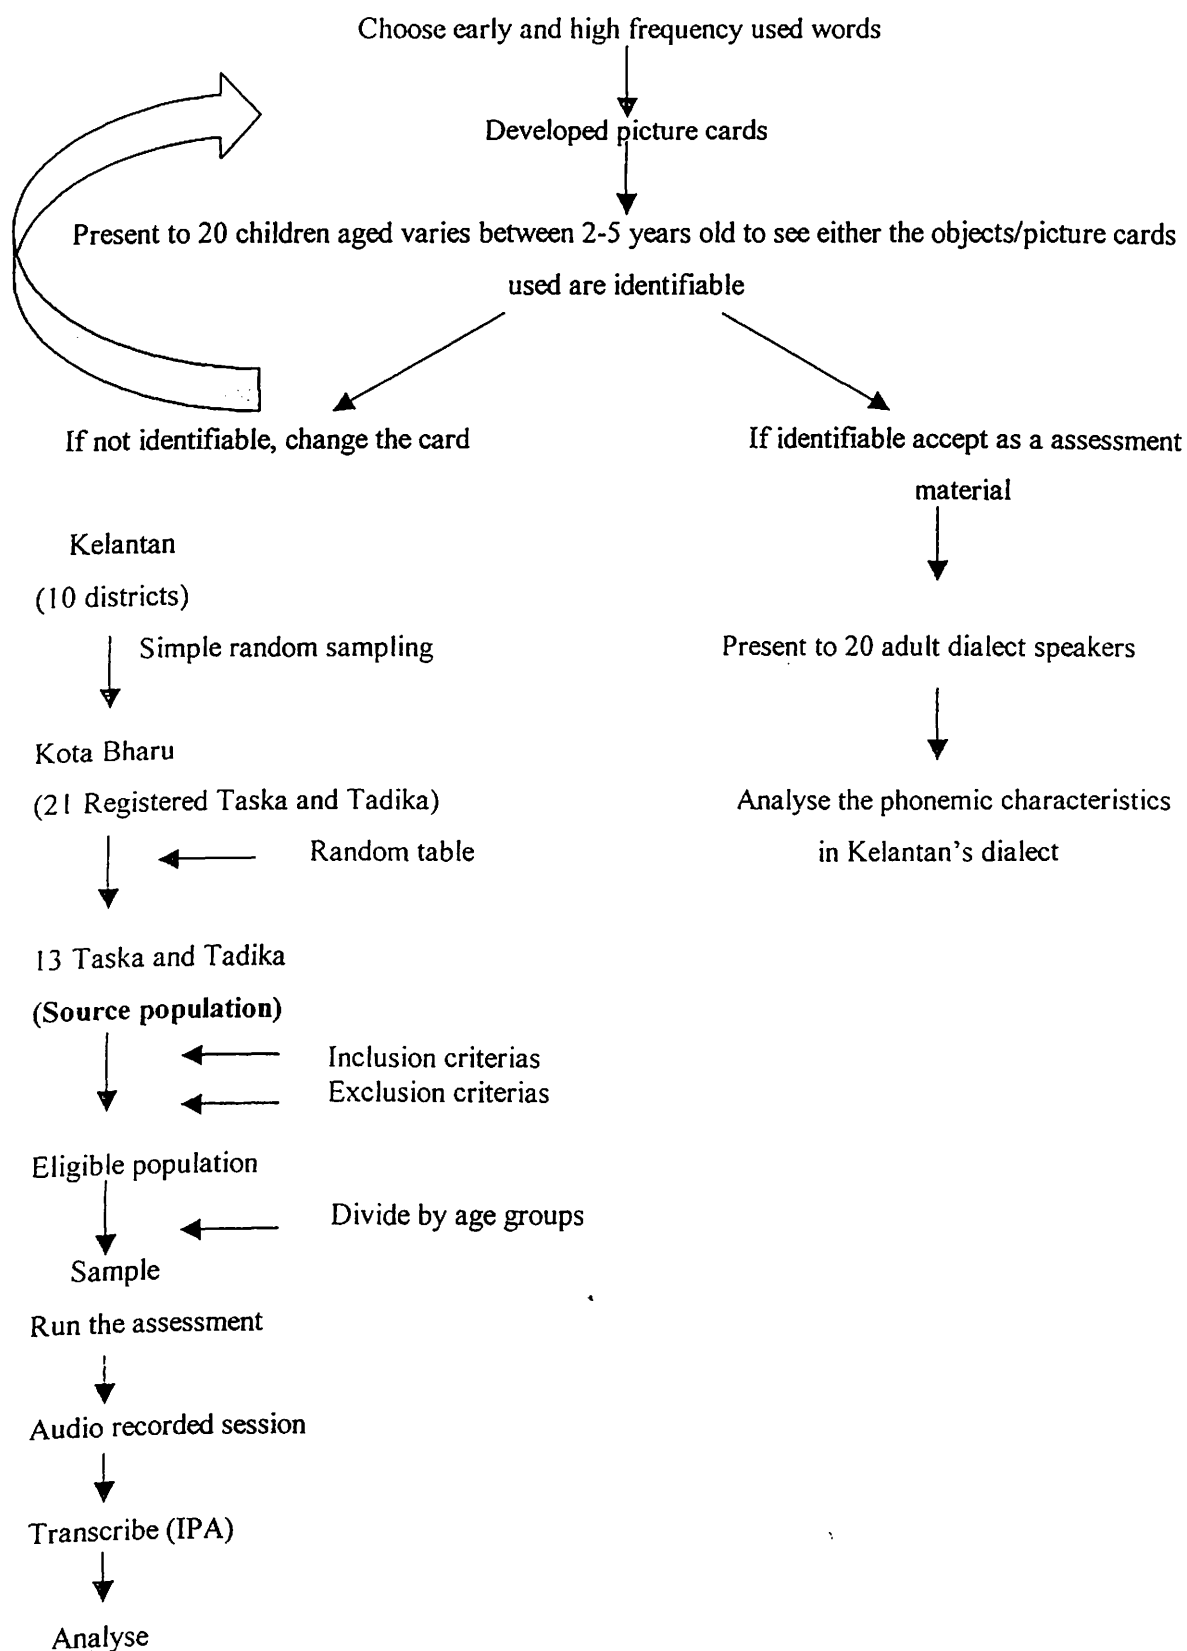 Choose early and high frequency used words
Developed picture cards
Present to 20 children aged varies between 2-5 years old to see either the objects/picture cards
used are identifiable
If not identifiable, change the card
If identifiable accept as a assessment
material
Kelantan
(10 districts)
Simple random sampling
Present to 20 adult dialect speakers
Kota Bharu
(21 Registered Taska and Tadika)
Analyse the phonemic characteristics
in Kelantan's dialect
Random table
13 Taska and Tadika
(Source population)
Inclusion criterias
Exclusion criterias
Eligible population
Divide by age groups
Sample
Run the assessment
Audio recorded session
Transcribe (IPA)
Analyse